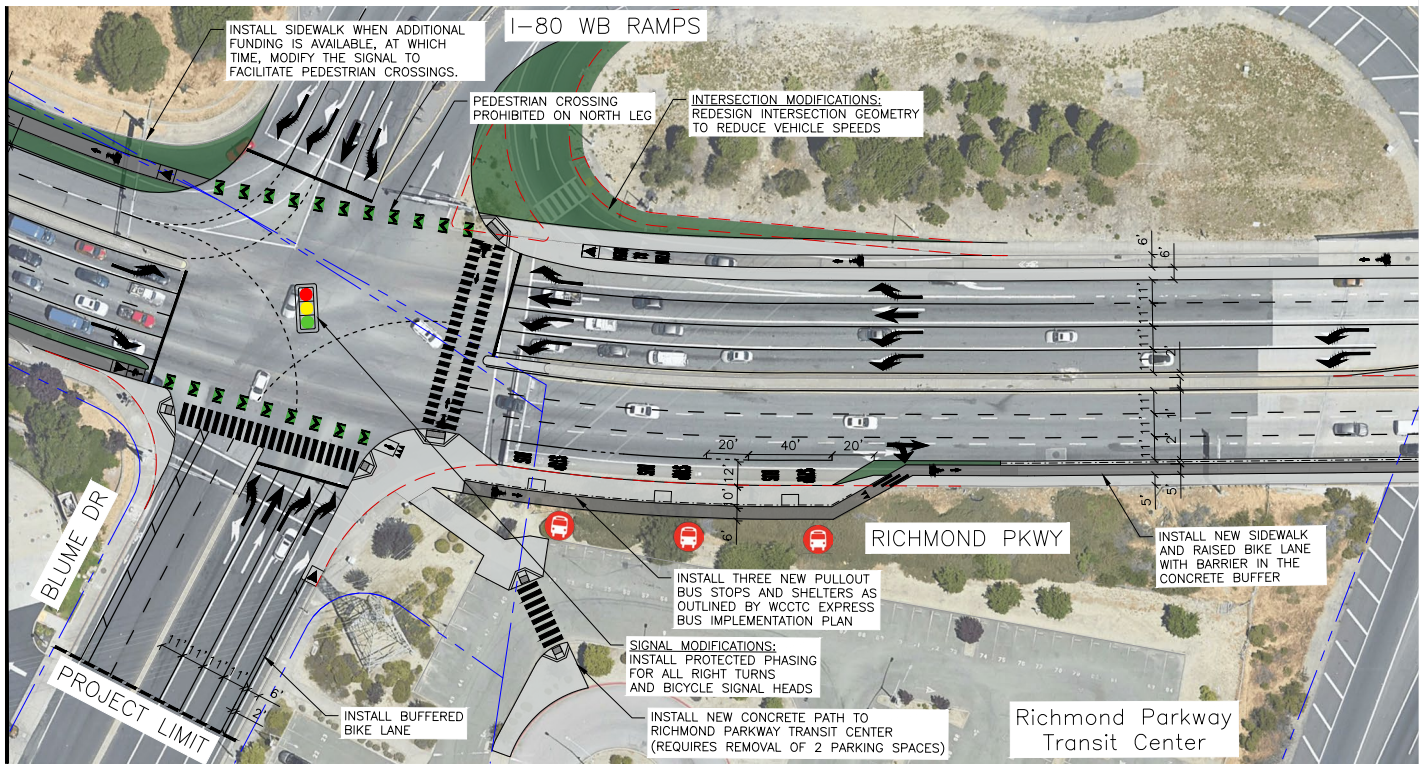 I-80 WB RAMPS
INSTALL SIDEWALK WHEN ADDITIONAL
FUNDING IS AVAILABLE, AT WHICH
TIME, MODIFY THE SIGNAL TO
FACILITATE PEDESTRIAN CROSSINGS.
PEDESTRIAN CROSSING
PROHIBITED ON NORTH LEG
INTERSECTION MODIFICATIONS:
REDESIGN INTERSECTION GEOMETRY
TO REDUCE VEHICLE SPEEDS
6'
6'
11'
11'
11'
11'
20'
40'
20'
12'
6'
5'
5'
RICHMOND PKWY
INSTALL NEW SIDEWALK
AND RAISED BIKE LANE
WITH BARRIER IN THE
CONCRETE BUFFER
BLUME DR
INSTALL THREE NEW PULLOUT
BUS STOPS AND SHELTERS AS
OUTLINED BY WCCTC EXPRESS
BUS IMPLEMENTATION PLAN
SIGNAL MODIFICATIONS:
INSTALL PROTECTED PHASING
FOR ALL RIGHT TURNS
AND BICYCLE SIGNAL HEADS
11'
11'
11'
11'
6'
2'
PROJECT LIMIT
INSTALL BUFFERED
BIKE LANE
INSTALL NEW CONCRETE PATH TO
RICHMOND PARKWAY TRANSIT CENTER
(REQUIRES REMOVAL OF 2 PARKING SPACES)
Richmond Parkway
Transit Center